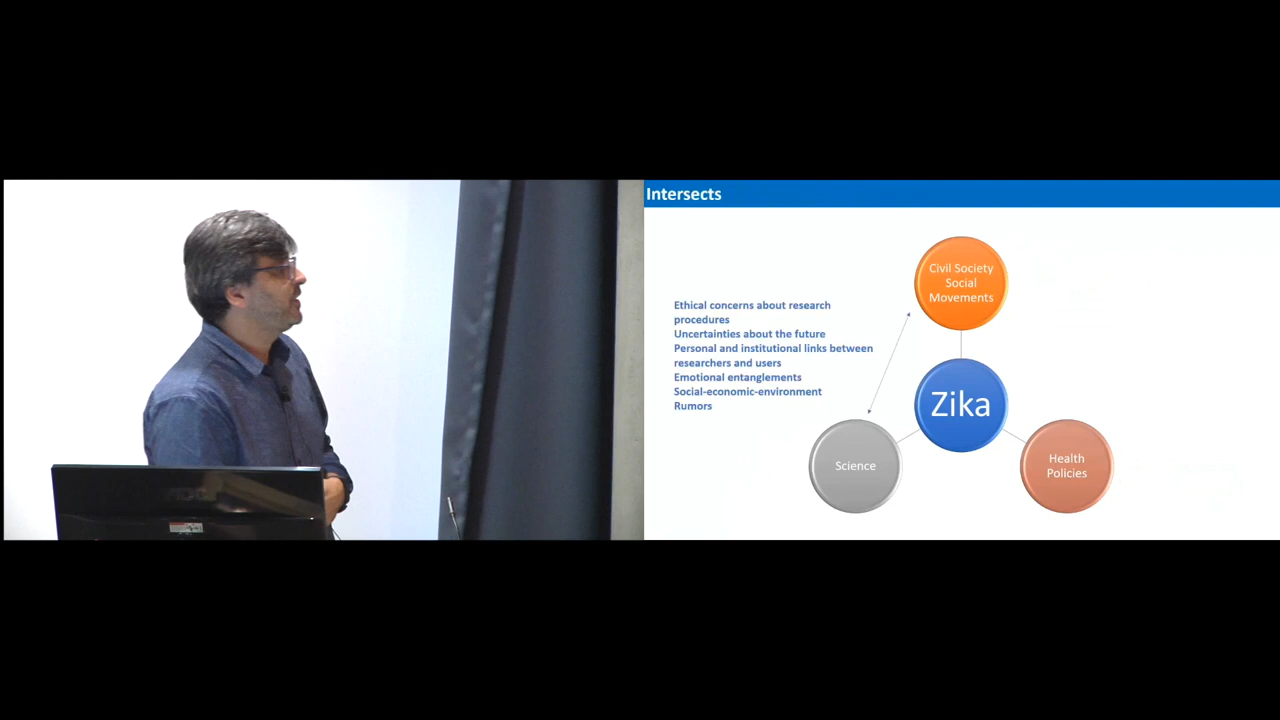 Intersects
Civil Society
Social
Movements
Ethical concerns about research
procedures
Uncertainties about the future
Personal and institutional links between
researchers and users
Emotional entanglements
Social-economic-environment
Rumors
Zika
Science
Health
Policies